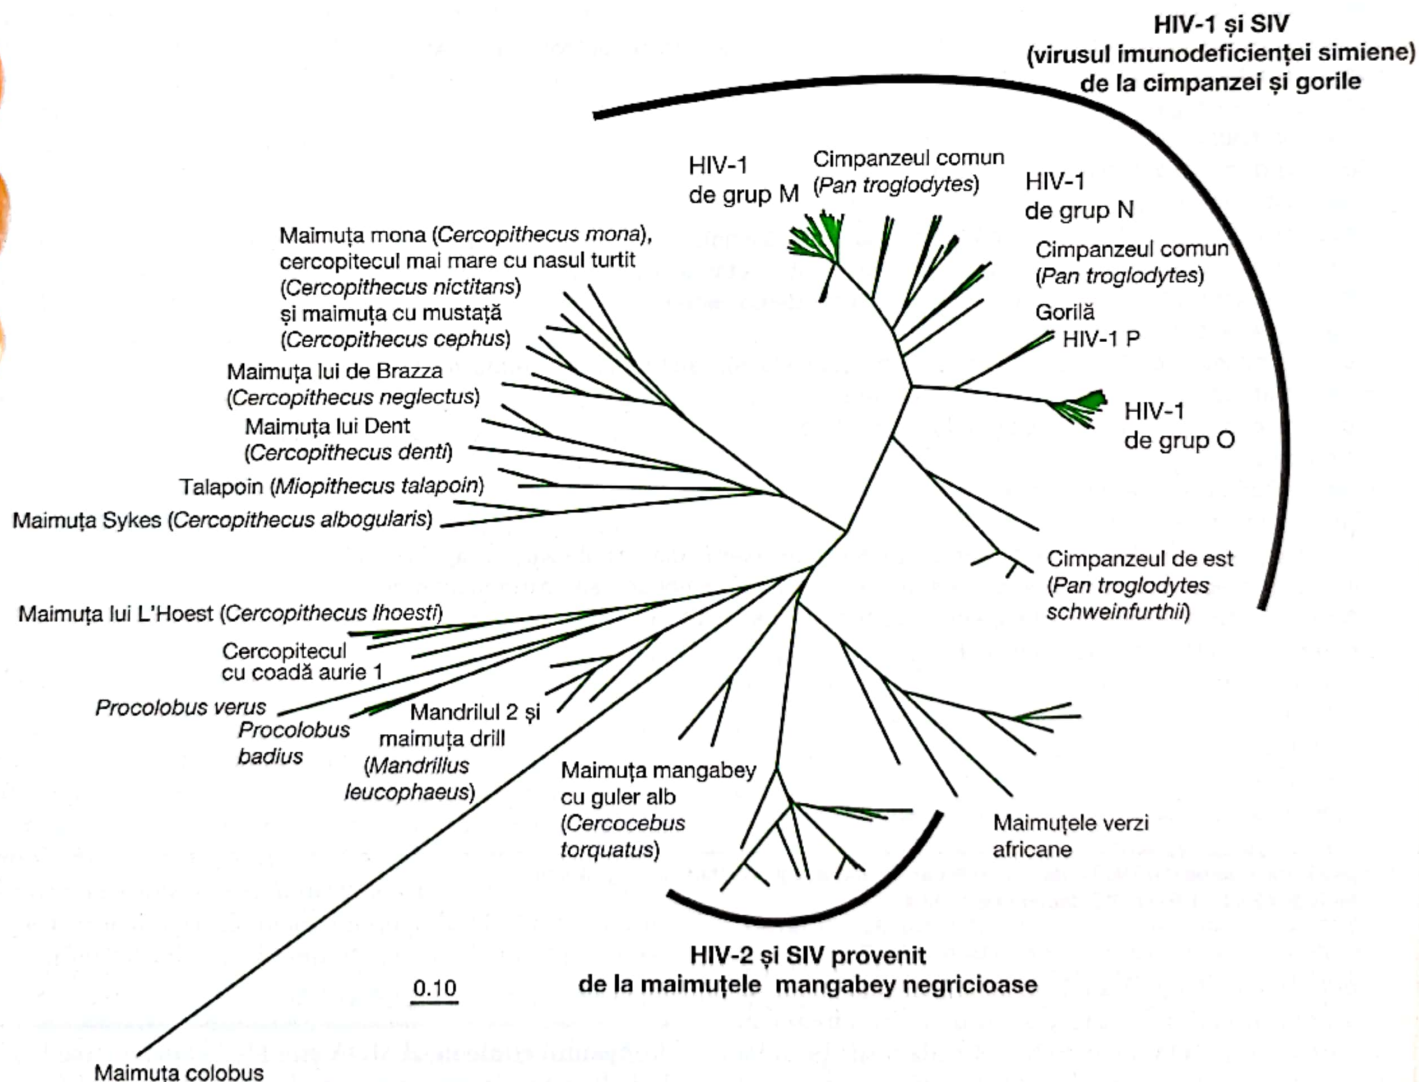 HIV-1 și SIV
(virusul imunodeficienței simiene)
de la cimpanzei și gorile
HIV-1
de grup M
Cimpanzeul comun
(Pan troglodytes)
HIV-1
de grup N
Cimpanzeul comun
(Pan troglodytes)
Gorilă
HIV-1 P
HIV-1
de grup O
Maimuța mona (Cercopithecus mona),
cercopitecul mai mare cu nasul turtit
(Cercopithecus nictitans)
și maimuța cu mustață
(Cercopithecus cephus)
Maimuța lui de Brazza
(Cercopithecus neglectus)
Maimuța lui Dent
(Cercopithecus denti)
Talapoin (Miopithecus talapoin)
Maimuța Sykes (Cercopithecus albogularis)
Cimpanzeul de est
(Pan troglodytes
schweinfurthii)
Maimuța lui L'Hoest (Cercopithecus lhoesti)
Cercopitecul
cu coadă aurie 1
Procolobus verus
Procolobus
badius
Mandrilul 2 și
maimuța drill
(Mandrillus
leucophaeus)
Maimuța mangabey
cu guler alb
(Cercocebus
torquatus)
Maimuțele verzi
africane
HIV-2 și SIV provenit
de la maimuțele mangabey negricioase
0.10
Maimuța colobus